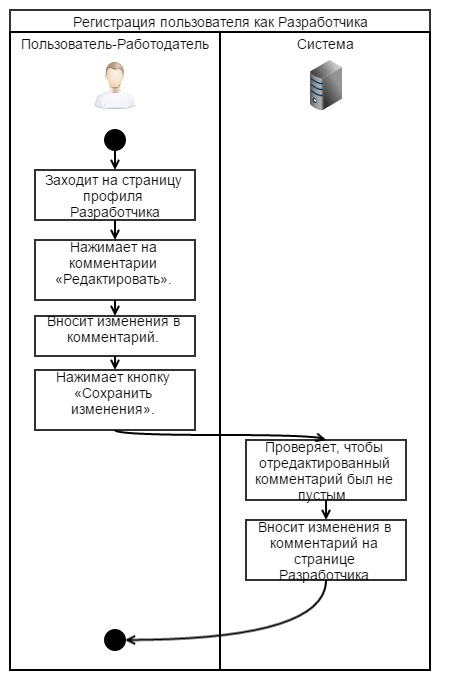 Регистрация пользователя как Разработчика
Пользователь-Работодатель
Система
Заходит на страницу
профиля
Разработчика
Нажимает на
комментарии
«Редактировать».
Вносит изменения в
комментарий.
Нажимает кнопку
«Сохранить
изменения».
Проверяет, чтобы
отредактированный
комментарий был не
пустым
Вносит изменения в
комментарий на
странице
Разработчика